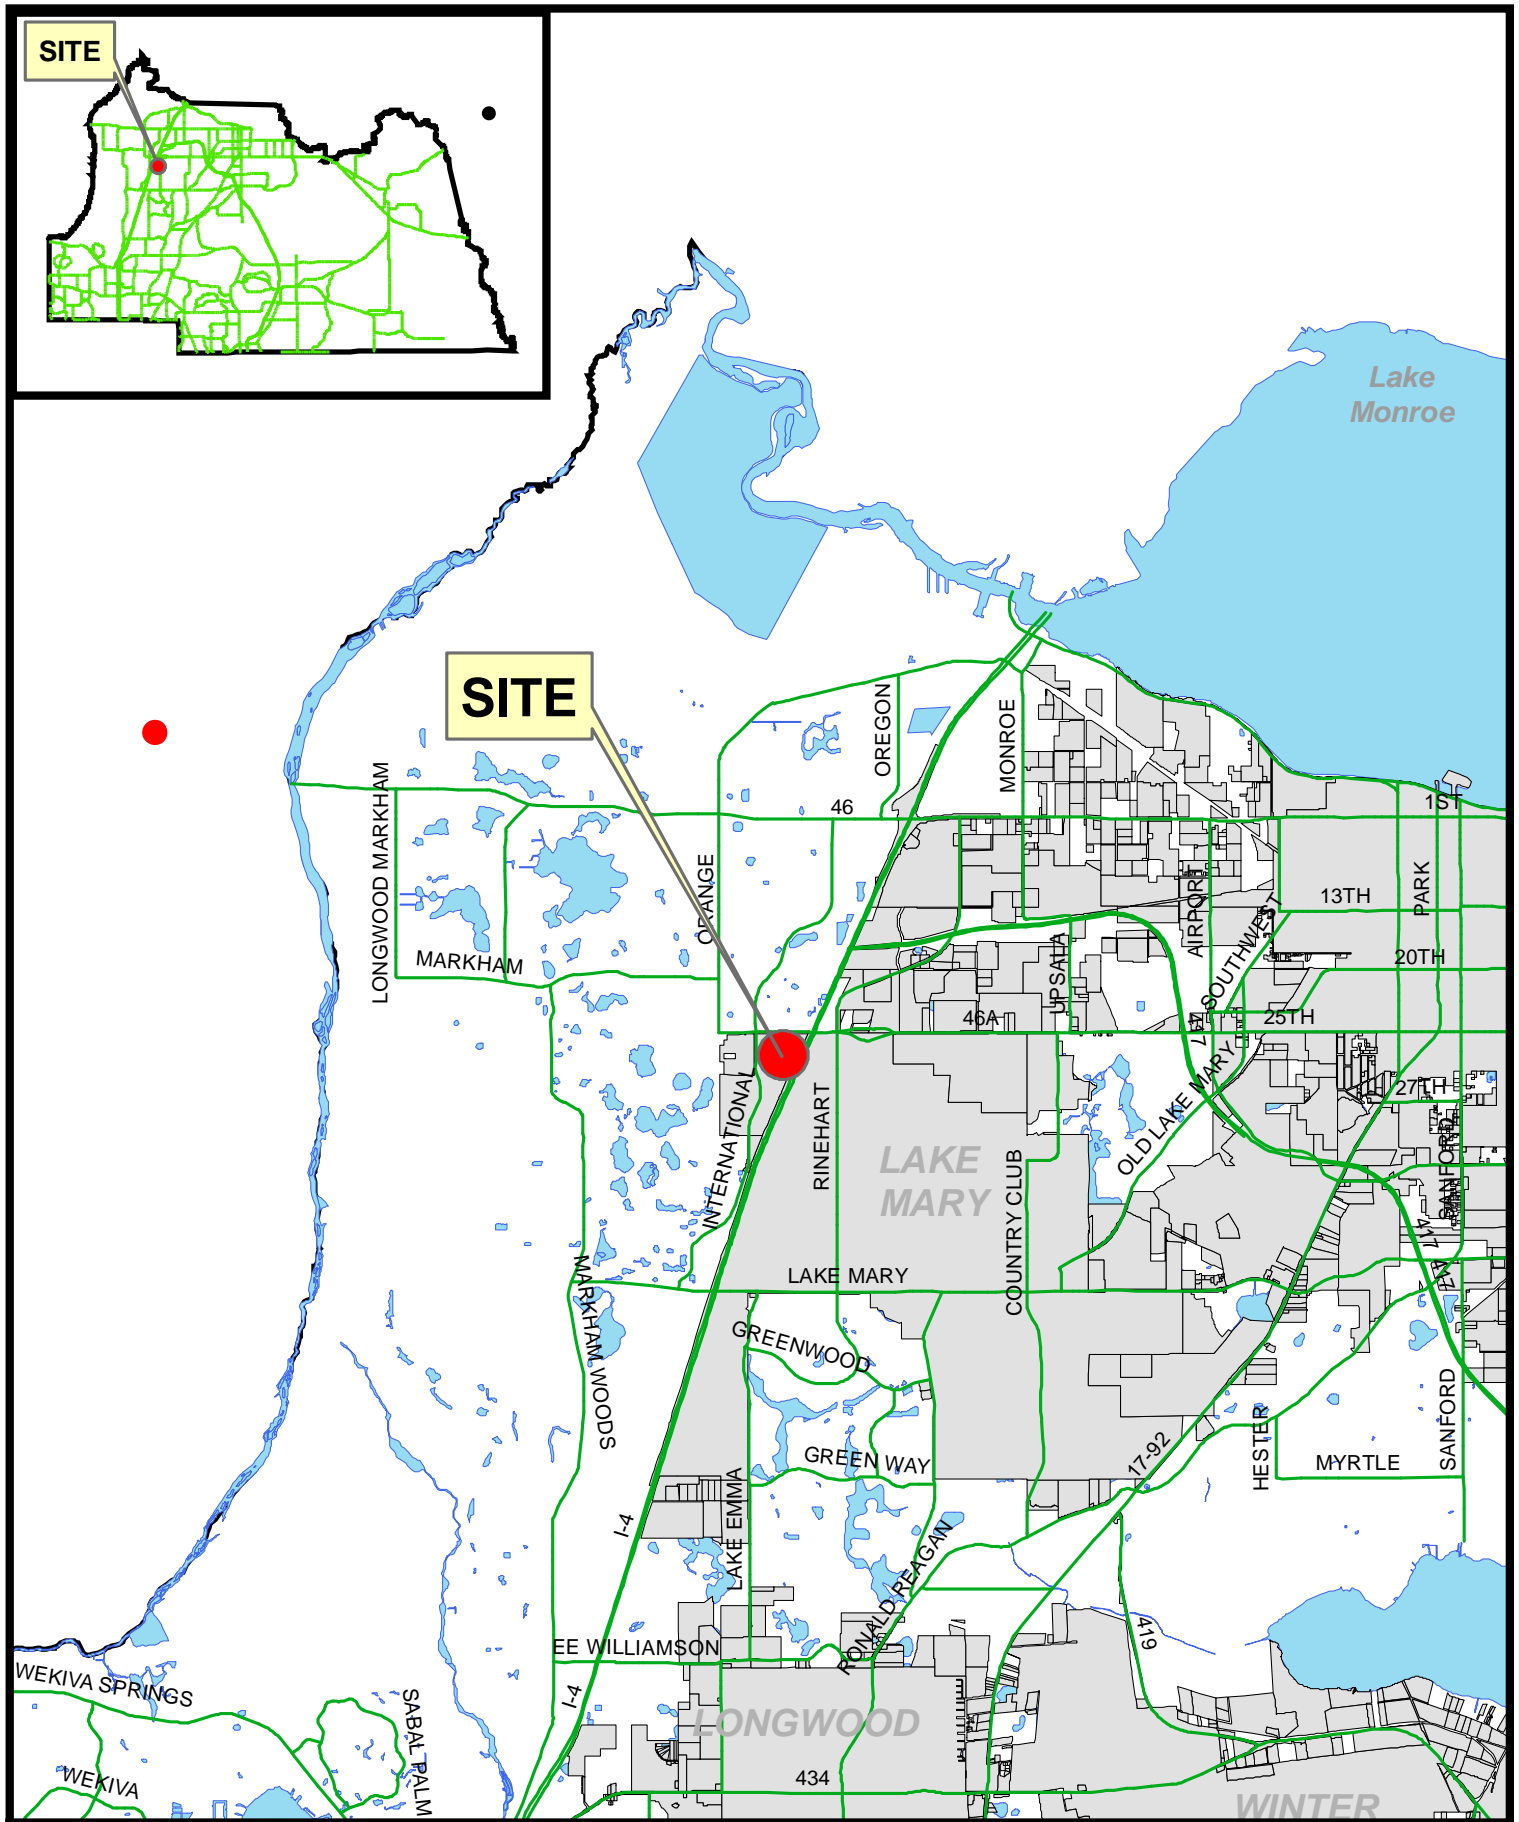 SITE
Lake
Monroe
SITE
OREGON
MONROE
LONGWOOD MARKHAM
46
1ST
ORANGE
AIRPORT
PARK
13TH
SOUTHWEST
MARKHAM
UPSALA
20TH
46A
417
25TH
INTERNATIONAL
RINEHART
OLD LAKE MARY
27TH
LAKE
MARY
COUNTRY CLUB
SANFORD
417
417
LAKE MARY
MARKHAM WOODS
GREENWOOD
HESTER
SANFORD
17-92
GREEN WAY
MYRTLE
I-4
LAKE EMMA
RONALD REAGAN
419
EE WILLIAMSON
WEKIVA SPRINGS
I-4
SABAL PALM
LONGWOOD
434
WEKIVA
WINTER